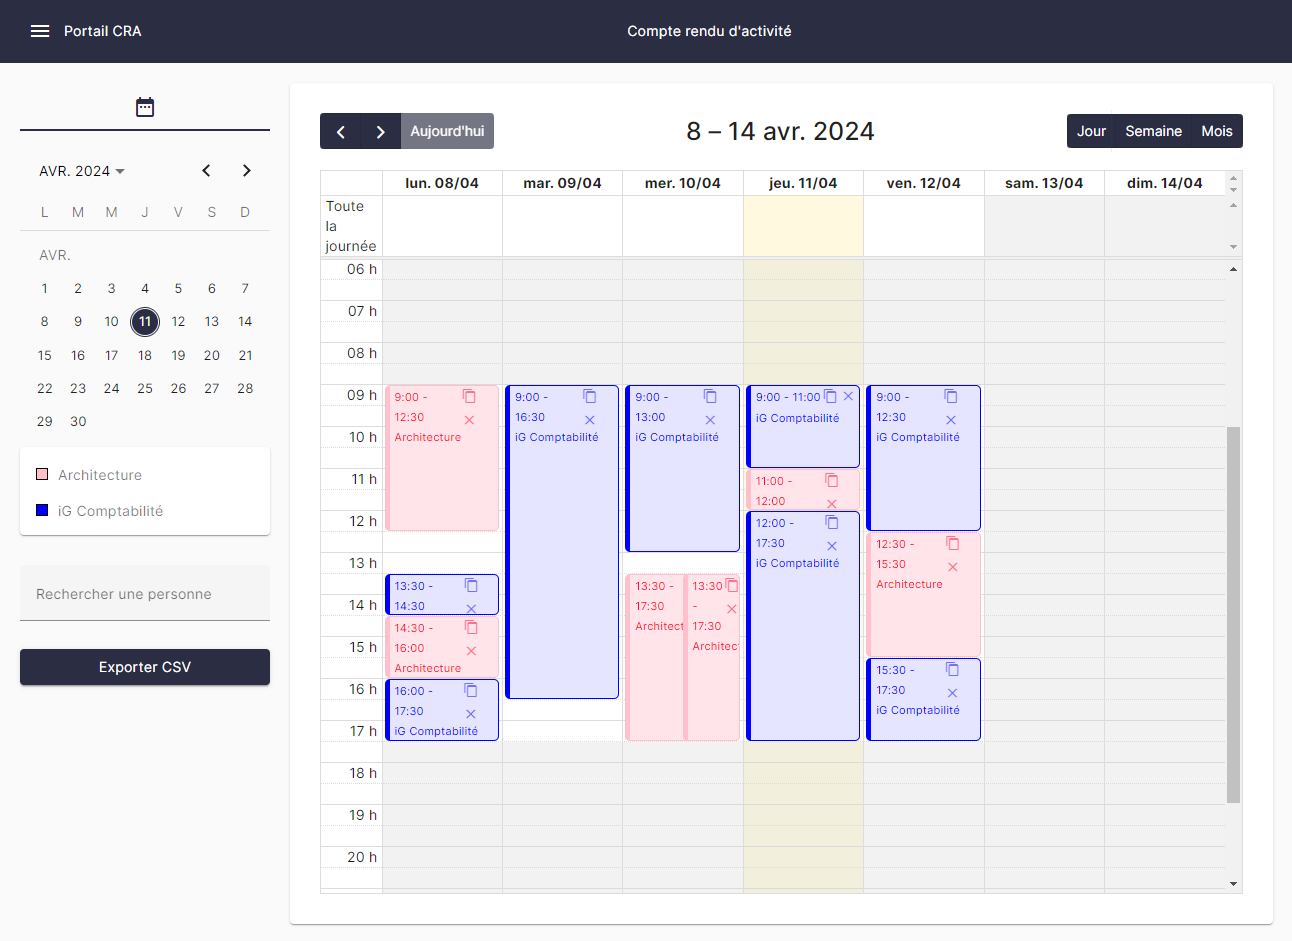 Portail CRA
Compte rendu d'activité
AVR. 2024
L M M J V S D
AVR.
1 2 3 4 5 6 7
8 9 10 11 12 13 14
15 16 17 18 19 20 21
22 23 24 25 26 27 28
29 30
Architecture
iG Comptabilité
Rechercher une personne
Exporter CSV
Aujourd'hui
8 – 14 avr. 2024
Jour Semaine Mois
lun. 08/04 mar. 09/04 mer. 10/04 jeu. 11/04 ven. 12/04 sam. 13/04 dim. 14/04
Toute
la
journée
06 h
07 h
08 h
09 h
10 h
11 h
12 h
13 h
14 h
15 h
16 h
17 h
18 h
19 h
20 h
9:00 -
12:30
Architecture
13:30 -
14:30
14:30 -
16:00
Architecture
16:00 -
17:30
iG Comptabilité
9:00 -
16:30
iG Comptabilité
9:00 -
13:00
iG Comptabilité
13:30 -
17:30
Architect
13:30
-
17:30
Architec
9:00 - 11:00
iG Comptabilité
11:00 -
12:00
12:00 -
17:30
iG Comptabilité
9:00 -
12:30
iG Comptabilité
12:30 -
15:30
Architecture
15:30 -
17:30
iG Comptabilité